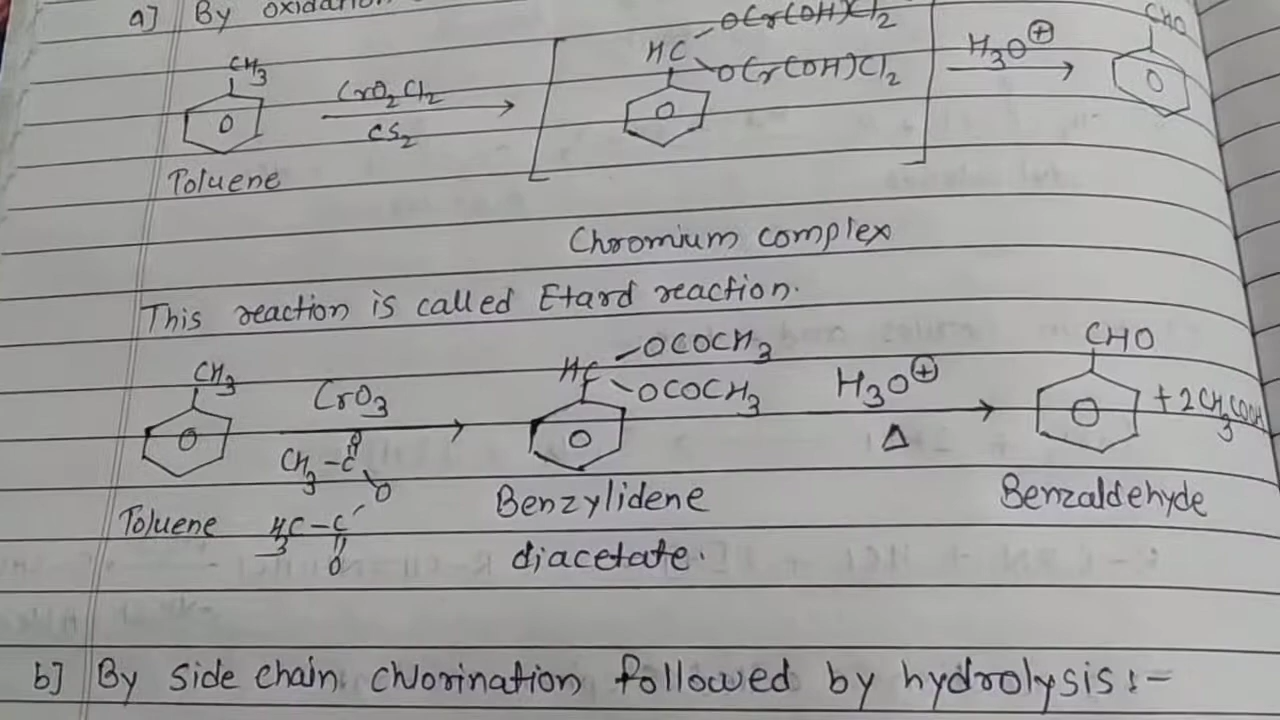 a] By oxidation
CH3 CrO2Cl2 CS2 HC OCr(OH)Cl2 OCr(OH)Cl2 H3O⊕ CHO
Toluene
Chromium complex
This reaction is called Etard reaction.
CH3 CrO3 CH3-C O O H3C-C O HC -OCOCH3 OCOCH3 H3O⊕ Δ CHO + 2CH3COOH
Toluene Benzylidene Benzaldehyde
diacetate.
b] By side chain chlorination followed by hydrolysis:-